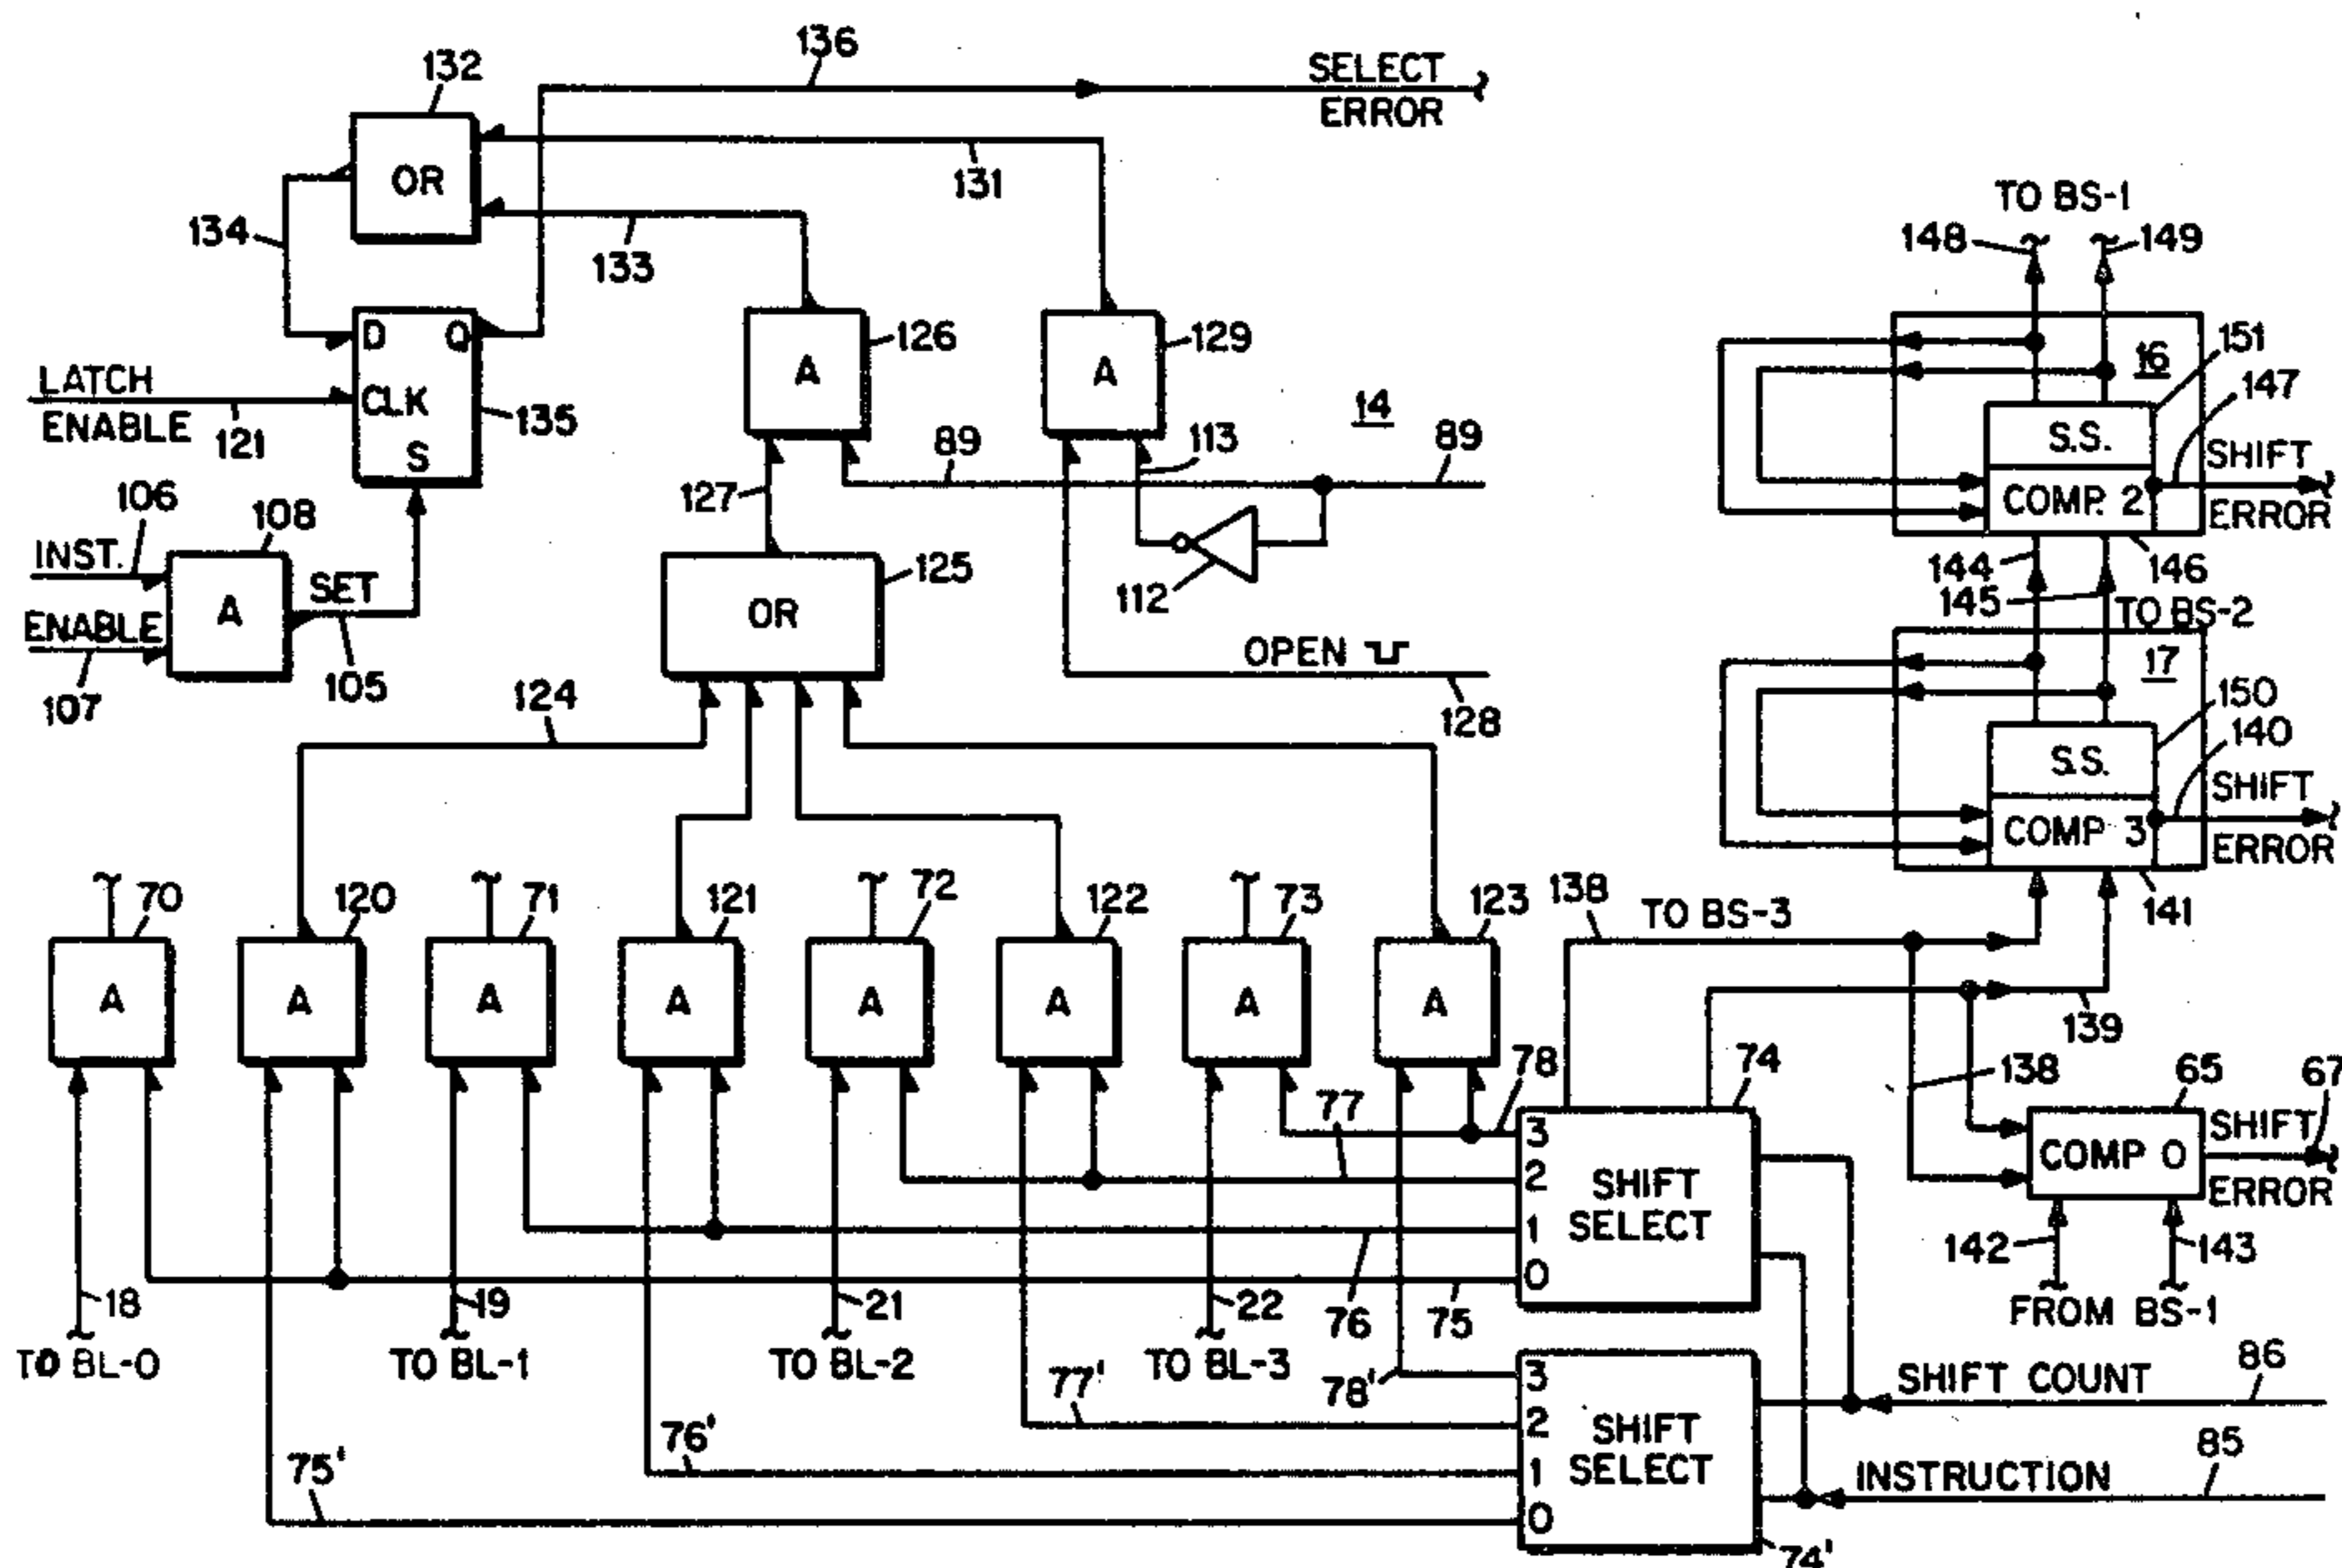 136
SELECT
ERROR
132
OR
131
133
134
D Q
CLK
S
135
LATCH
ENABLE
121
106
INST.
108
A
SET
105
ENABLE
107
A
126
A
129
14
89
113
89
127
112
OR
125
OPEN
128
124
TO BS-1
148
149
16
151
147
S.S.
COMP. 2
SHIFT
ERROR
144
145
146
TO BS-2
17
150
140
S.S.
COMP 3
SHIFT
ERROR
141
70
120
71
121
72
122
73
123
A
A
A
A
A
A
A
A
138
TO BS-3
139
138
74
78
77
76
75
3
2
1
0
SHIFT
SELECT
65
67
COMP 0
SHIFT
ERROR
142
143
FROM BS-1
18
19
21
22
TO BL-0
TO BL-1
TO BL-2
TO BL-3
75'
76'
77'
78'
3
2
1
0
SHIFT
SELECT
74'
SHIFT COUNT
86
INSTRUCTION
85